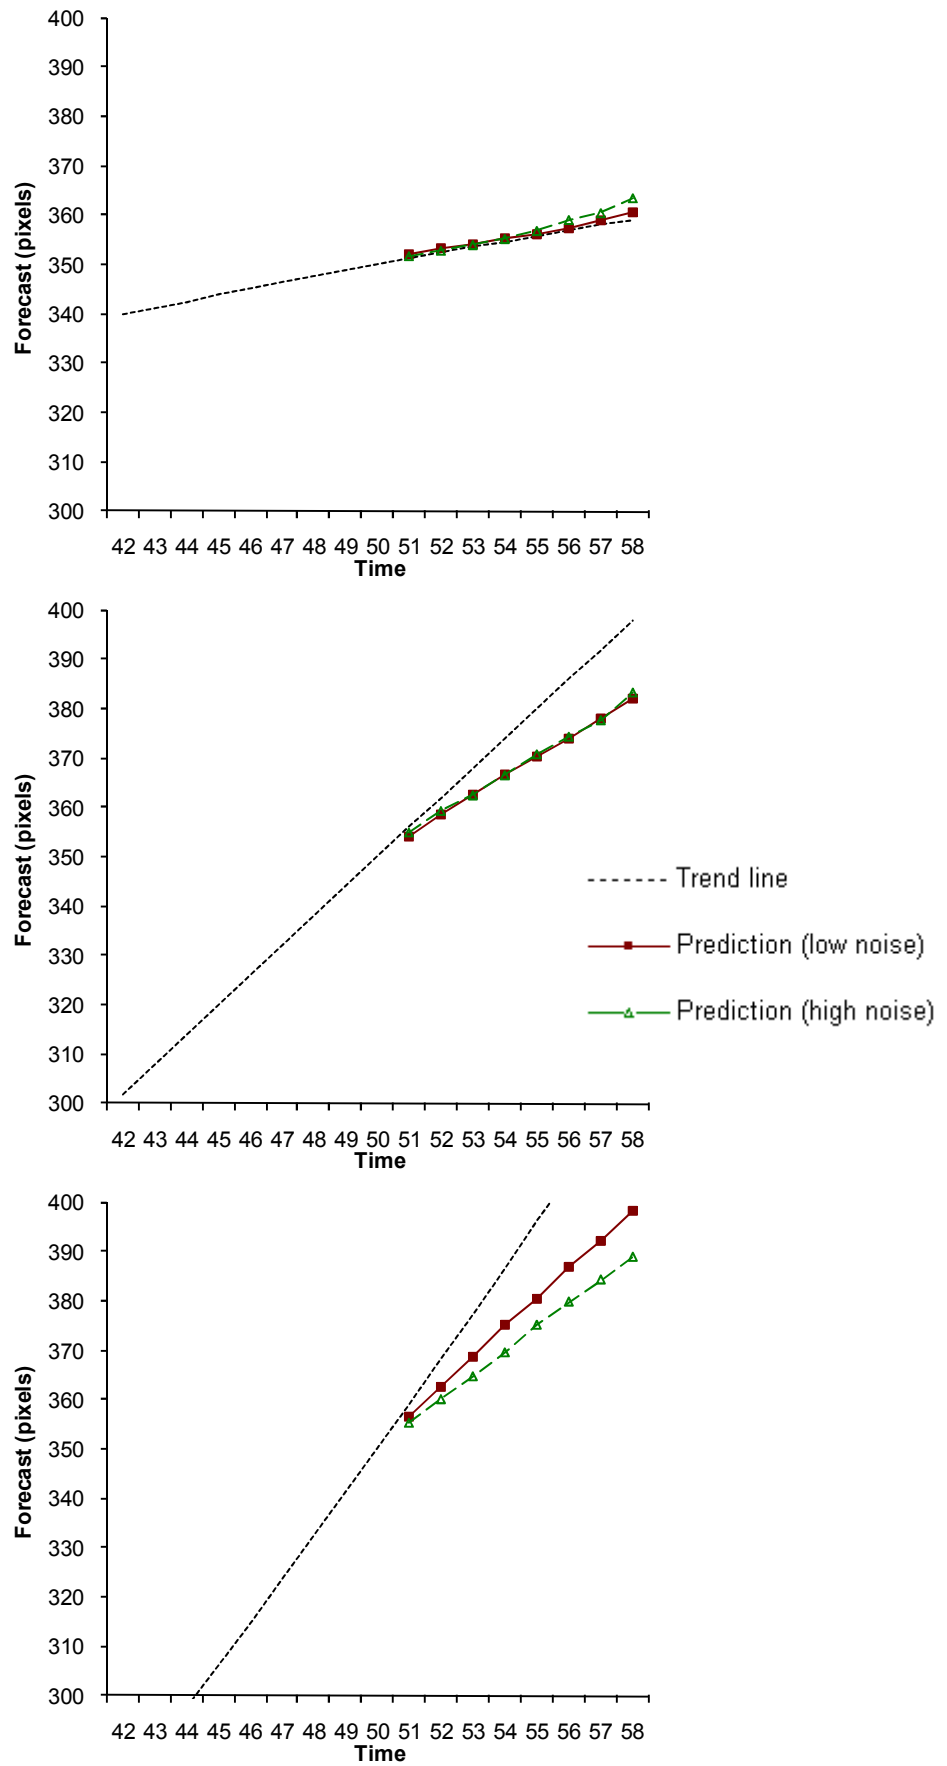 400
390
380
370
360
350
340
330
320
310
300
Forecast (pixels)
42 43 44 45 46 47 48 49 50 51 52 53 54 55 56 57 58
Time
400
390
380
370
360
350
340
330
320
310
300
Forecast (pixels)
42 43 44 45 46 47 48 49 50 51 52 53 54 55 56 57 58
Time
Trend line
Prediction (low noise)
Prediction (high noise)
400
390
380
370
360
350
340
330
320
310
300
Forecast (pixels)
42 43 44 45 46 47 48 49 50 51 52 53 54 55 56 57 58
Time